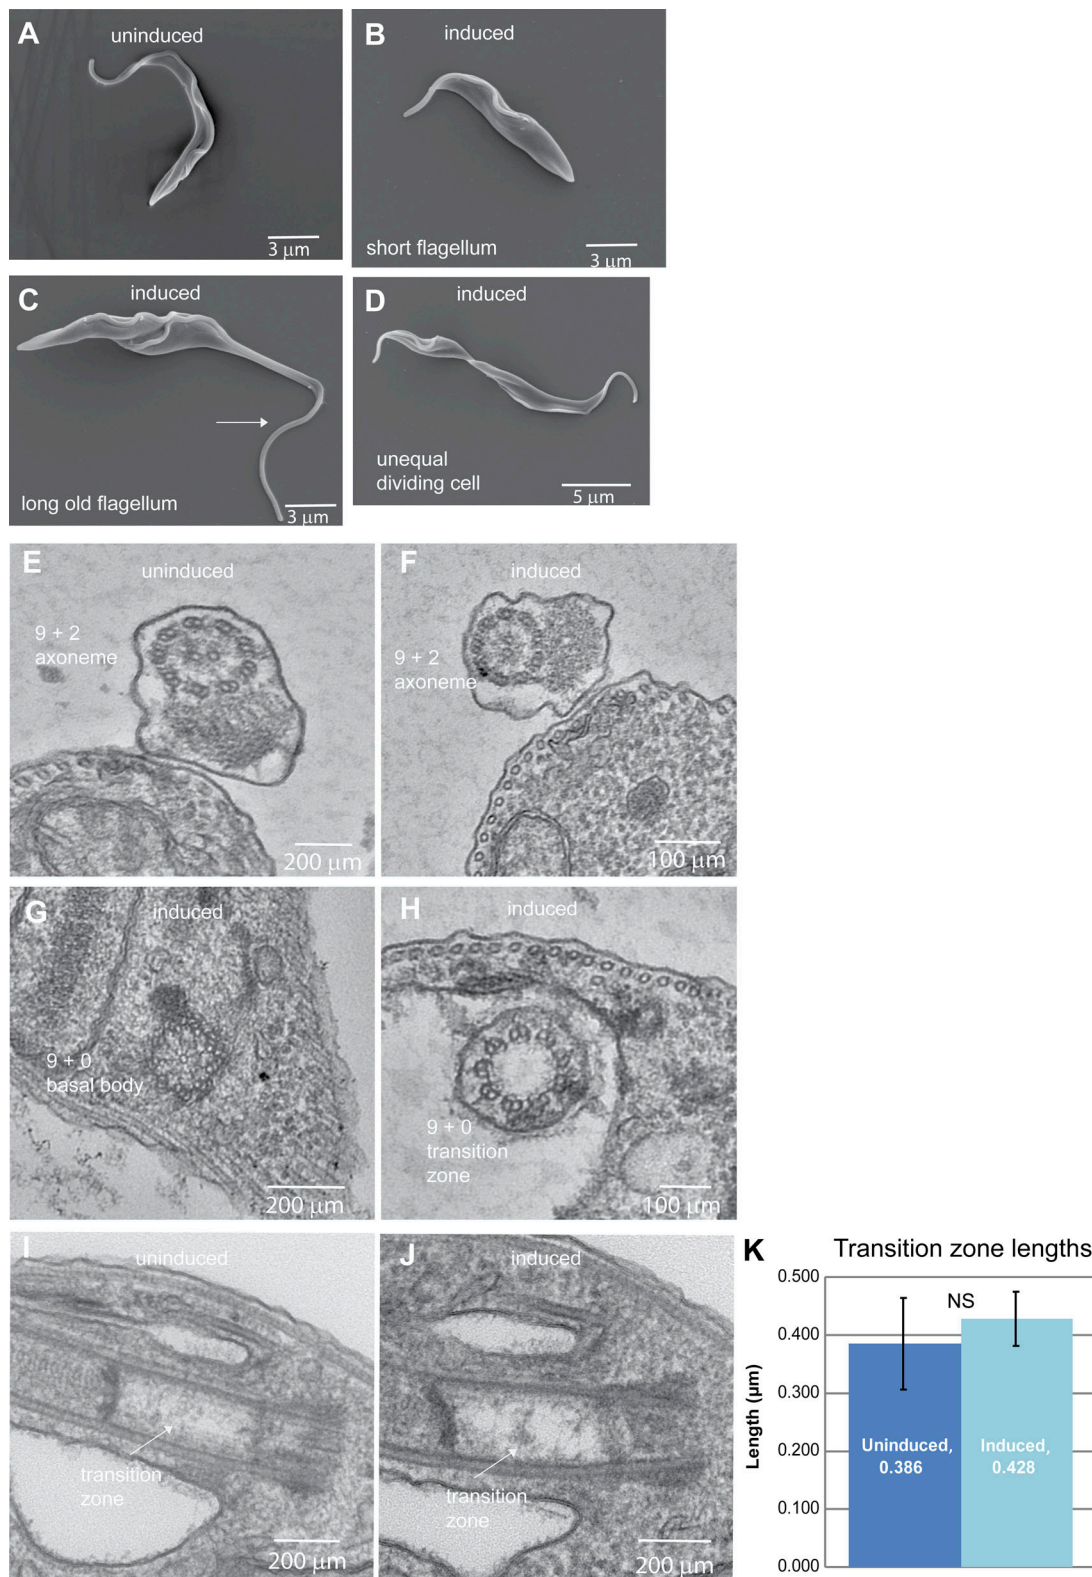 A
uninduced
3 μm
B
induced
short flagellum
3 μm
C
induced
long old flagellum
3 μm
D
induced
unequal
dividing cell
5 μm
E
uninduced
9 + 2
axoneme
200 μm
F
induced
9 + 2
axoneme
100 μm
G
induced
9 + 0
basal body
200 μm
H
induced
9 + 0
transition
zone
100 μm
I
uninduced
transition
zone
200 μm
J
induced
transition
zone
200 μm
K
Transition zone lengths
0.500
0.400
0.300
0.200
0.100
0.000
Length (μm)
NS
Uninduced,
0.386
Induced,
0.428